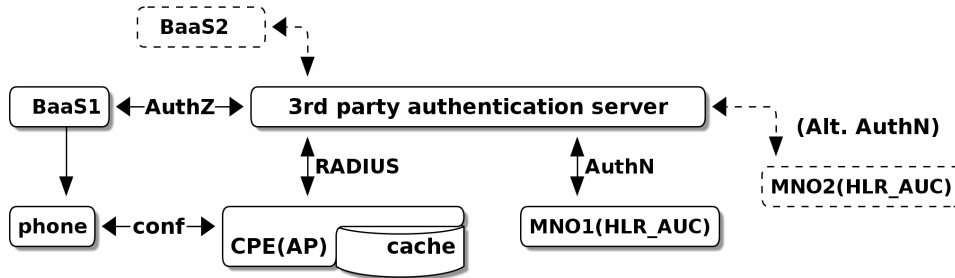 BaaS2
BaaS1
AuthZ
3rd party authentication server
(Alt. AuthN)
RADIUS
AuthN
MNO2(HLR_AUC)
phone
conf
CPE(AP)
cache
MNO1(HLR_AUC)